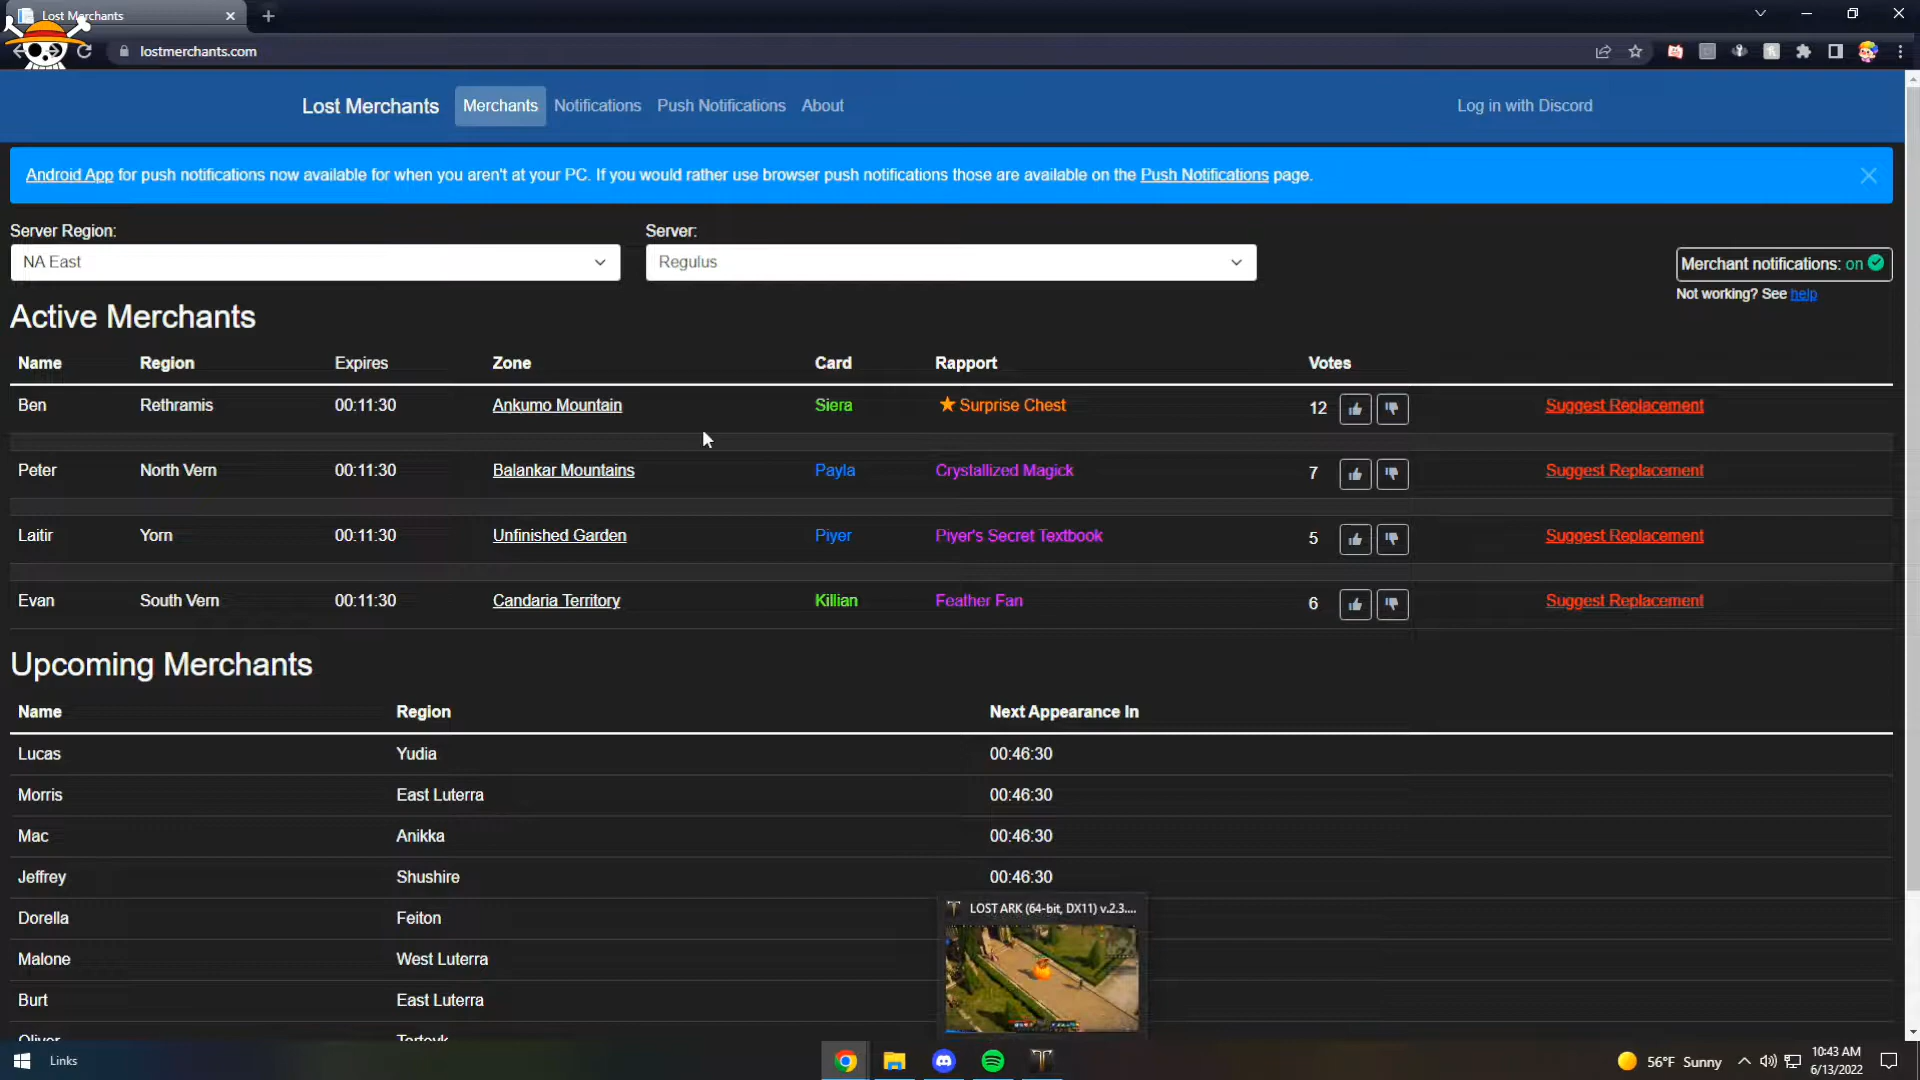 Lost Merchants
lostmerchants.com
Lost Merchants Merchants Notifications Push Notifications About Log in with Discord
Android App for push notifications now available for when you aren't at your PC. If you would rather use browser push notifications those are available on the Push Notifications page.
Server Region: Server:
NA East Regulus
Merchant notifications: on
Not working? See help
Active Merchants
Name Region Expires Zone Card Rapport Votes
Ben Rethramis 00:11:30 Ankumo Mountain Siera Surprise Chest 12 Suggest Replacement
Peter North Vern 00:11:30 Balankar Mountains Payla Crystallized Magick 7 Suggest Replacement
Laitir Yorn 00:11:30 Unfinished Garden Piyer Piyer's Secret Textbook 5 Suggest Replacement
Evan South Vern 00:11:30 Candaria Territory Killian Feather Fan 6 Suggest Replacement
Upcoming Merchants
Name Region Next Appearance In
Lucas Yudia 00:46:30
Morris East Luterra 00:46:30
Mac Anikka 00:46:30
Jeffrey Shushire 00:46:30
LOST ARK (64-bit, DX11) v.2.3....
Dorella Feiton
Malone West Luterra
Burt East Luterra
Oliver Tortoyk
Links
56°F Sunny
10:43 AM
6/13/2022